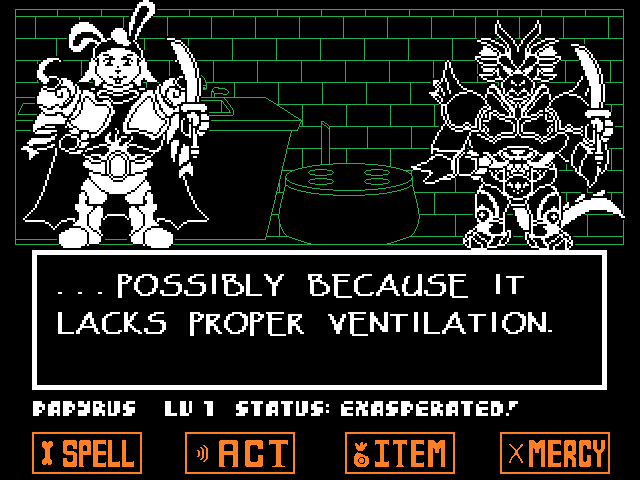 ...POSSIBLY BECAUSE IT
LACKS PROPER VENTILATION.
PAPYRUS LV 1 STATUS: EXASPERATED!
SPELL ACT ITEM MERCY